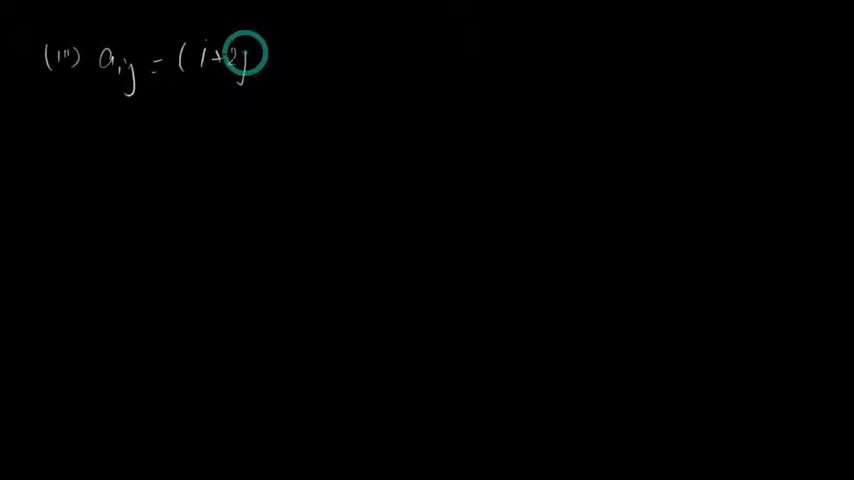 (iii) aij = (i+2j